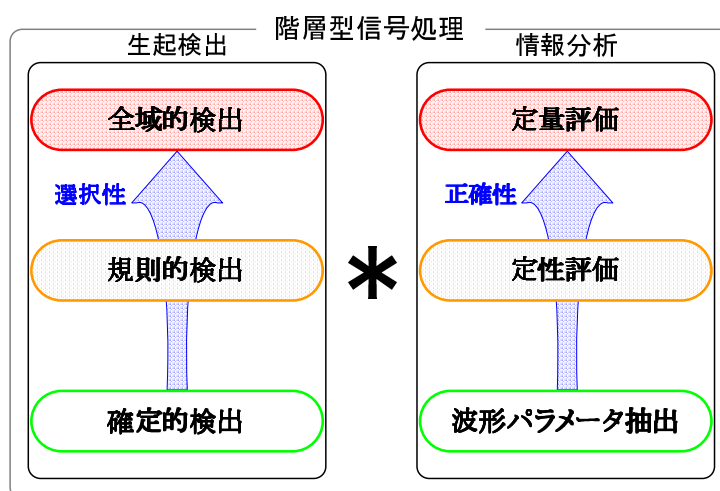 階層型信号処理
生起検出
全域的検出
選択性
規則的検出
確定的検出
*
情報分析
定量評価
正確性
定性評価
波形パラメータ抽出